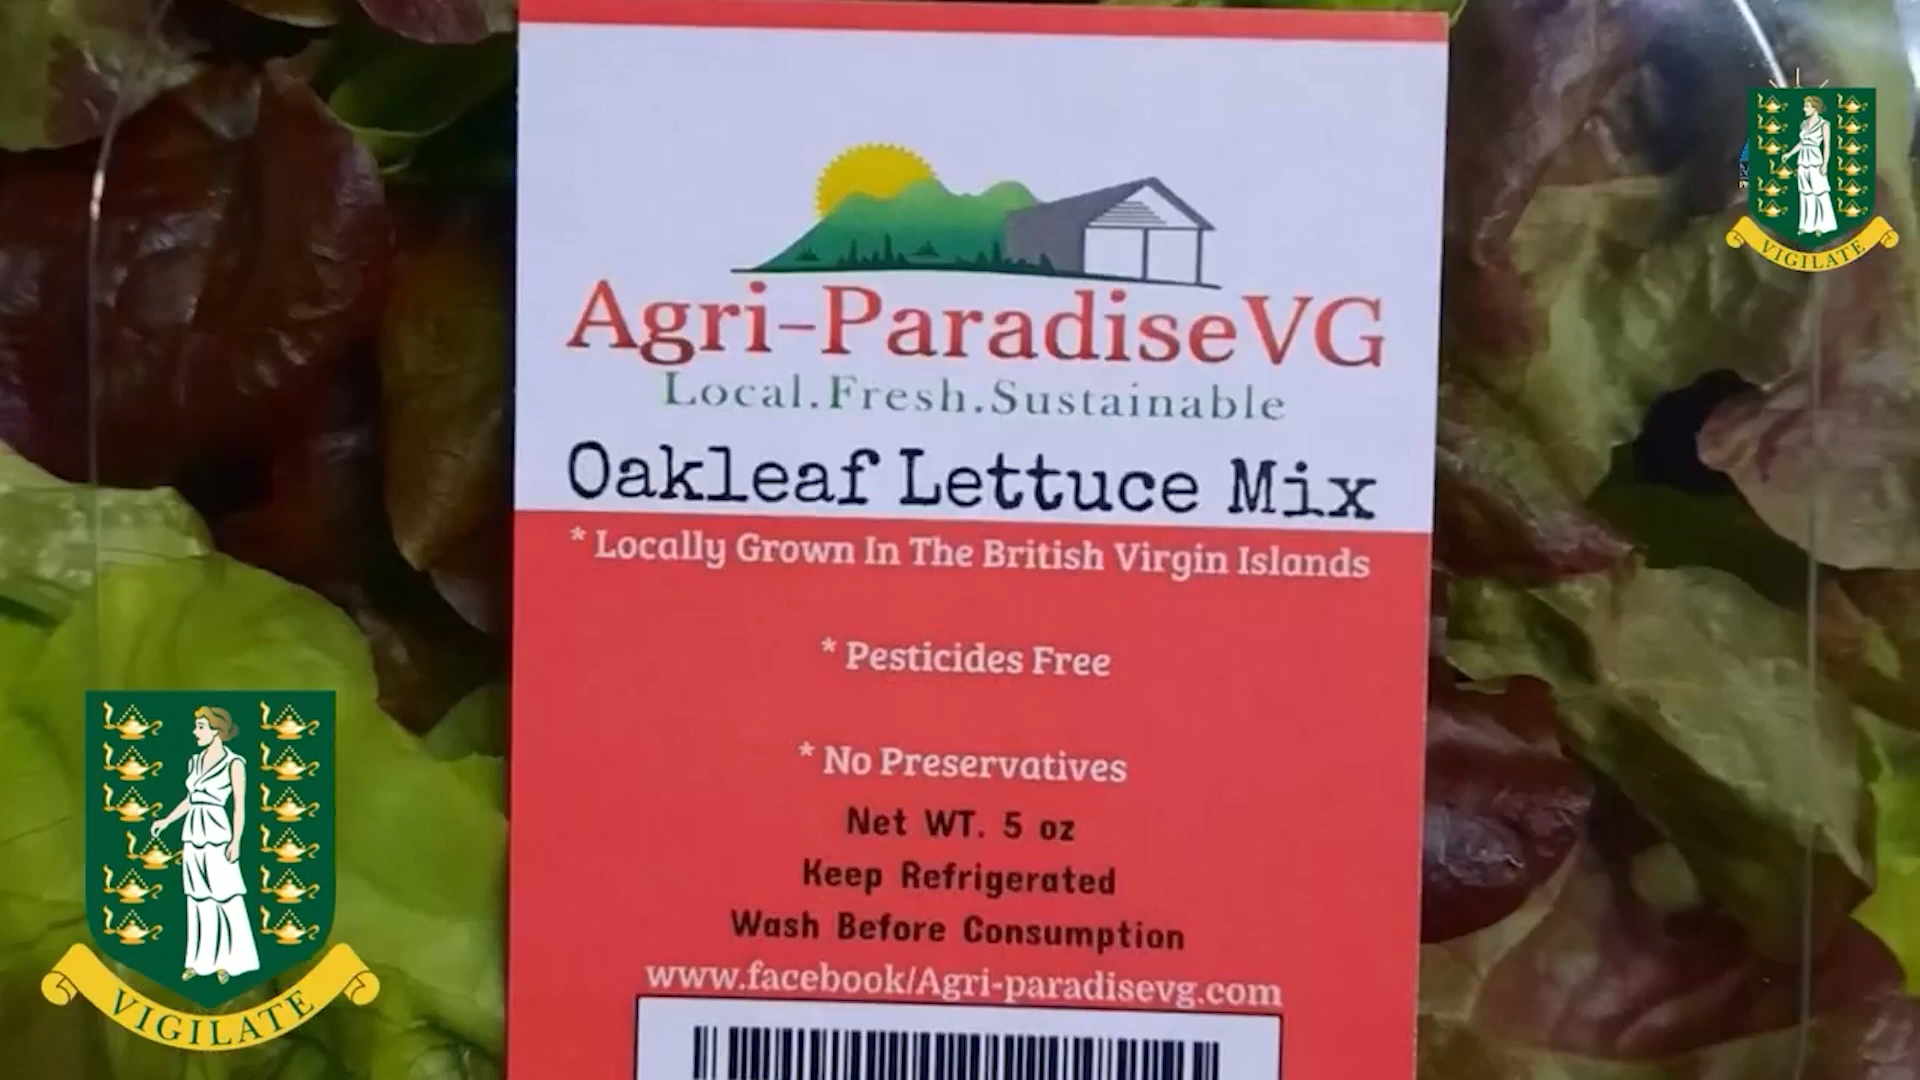 Agri-ParadiseVG
Local.Fresh.Sustainable
Oakleaf Lettuce Mix
* Locally Grown In The British Virgin Islands
* Pesticides Free
* No Preservatives
Net WT. 5 oz
Keep Refrigerated
Wash Before Consumption
www.facebook/Agri-paradisevg.com
VIGILATE
VIGILATE